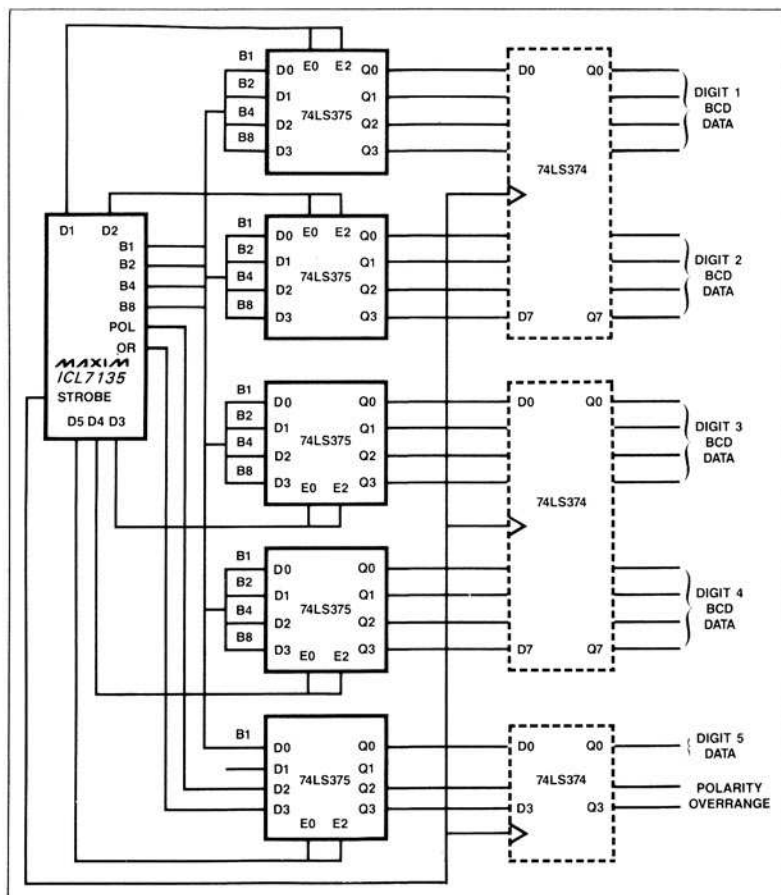 B1
B2
B4
B8
E0 E2
D0 Q0
D1 Q1
74LS375
D2 Q2
D3 Q3
D0 Q0
74LS374
D7 Q7
DIGIT 1
BCD
DATA
B1
B2
B4
B8
E0 E2
D0 Q0
D1 Q1
74LS375
D2 Q2
D3 Q3
DIGIT 2
BCD
DATA
D1 D2
B1
B2
B4
B8
POL
OR
MAXIM
ICL7135
STROBE
D5 D4 D3
B1
B2
B4
B8
D0 Q0
D1 Q1
74LS375
D2 Q2
D3 Q3
E0 E2
D0 Q0
74LS374
D7 Q7
DIGIT 3
BCD
DATA
B1
B2
B4
B8
D0 Q0
D1 Q1
74LS375
D2 Q2
D3 Q3
E0 E2
DIGIT 4
BCD
DATA
B1
D0 Q0
D1 Q1
74LS375
D2 Q2
D3 Q3
E0 E2
D0 Q0
74LS374
D3 Q3
DIGIT 5
DATA
POLARITY
OVERRANGE